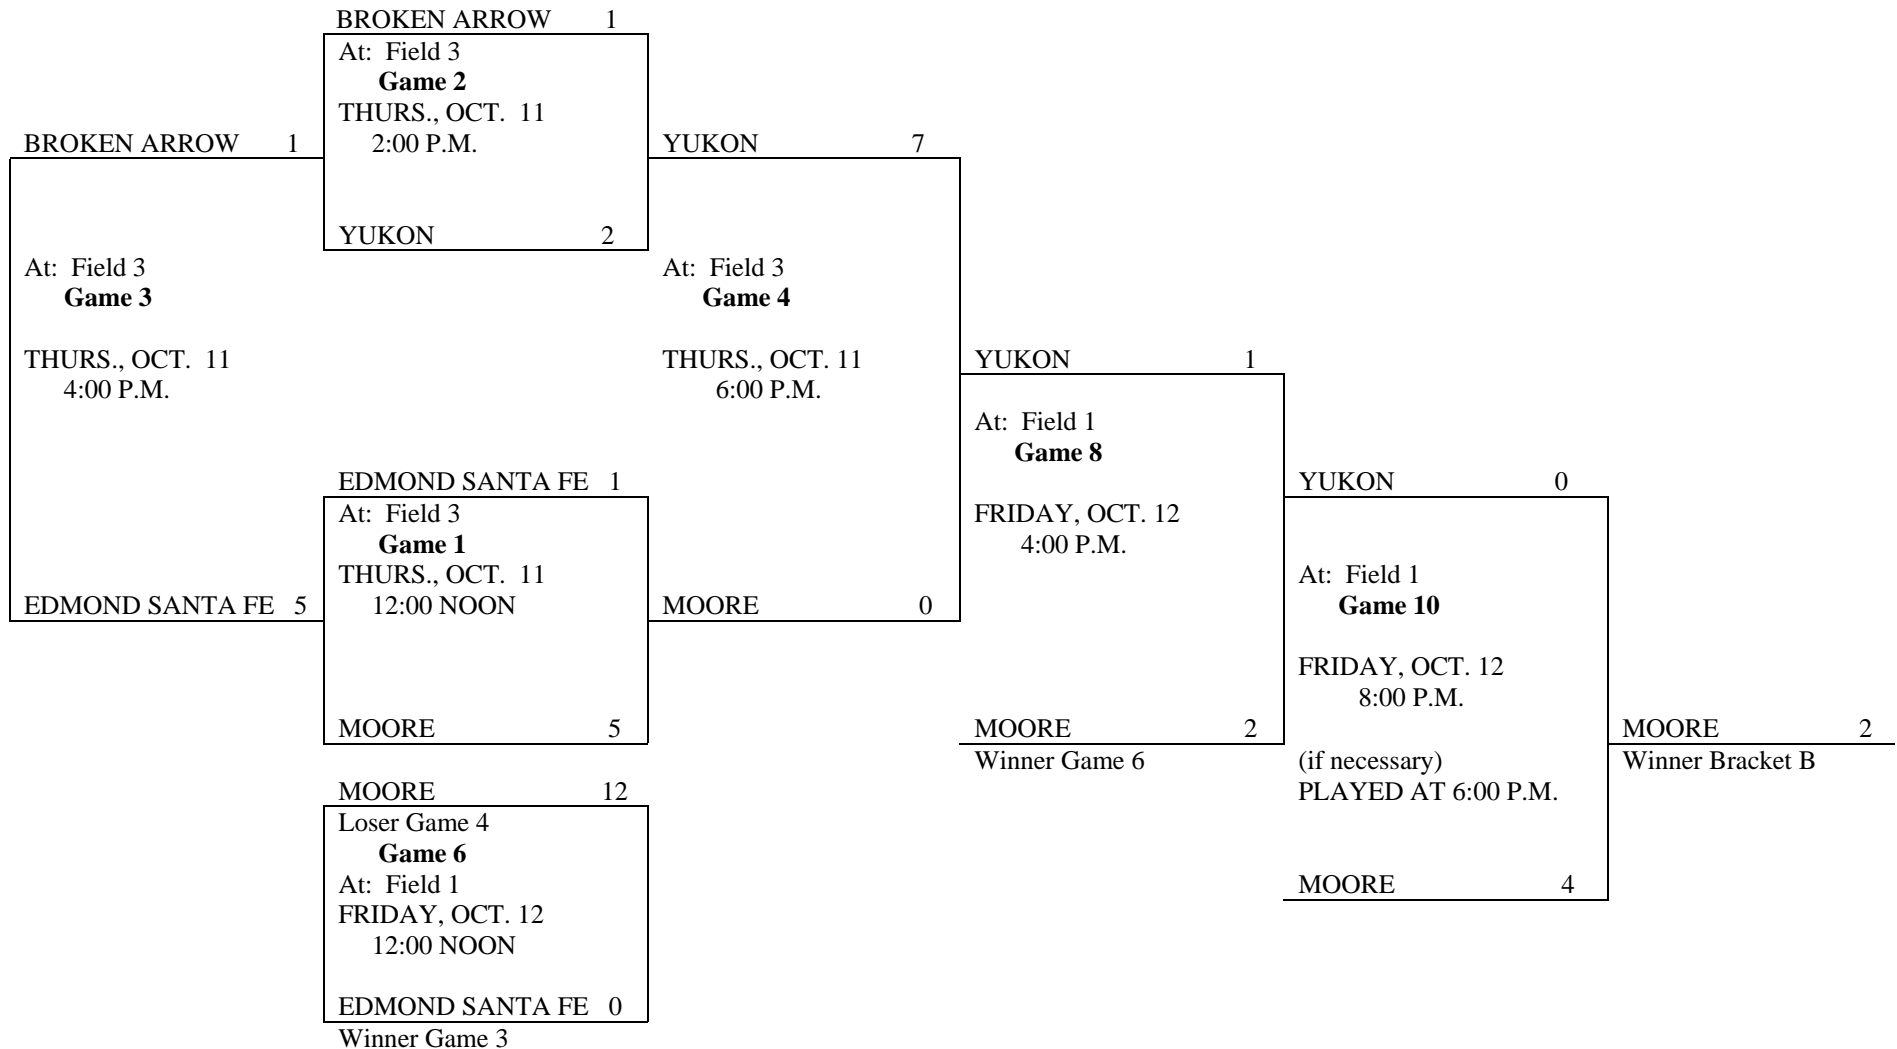 BROKEN ARROW 1
At: Field 3
Game 2
THURS., OCT. 11
2:00 P.M.
YUKON 2
BROKEN ARROW 1
At: Field 3
Game 3
THURS., OCT. 11
4:00 P.M.
EDMOND SANTA FE 5
EDMOND SANTA FE 1
At: Field 3
Game 1
THURS., OCT. 11
12:00 NOON
MOORE 5
MOORE 12
Loser Game 4
Game 6
At: Field 1
FRIDAY, OCT. 12
12:00 NOON
EDMOND SANTA FE 0
Winner Game 3
YUKON 7
At: Field 3
Game 4
THURS., OCT. 11
6:00 P.M.
MOORE 0
YUKON 1
At: Field 1
Game 8
FRIDAY, OCT. 12
4:00 P.M.
MOORE 2
Winner Game 6
YUKON 0
At: Field 1
Game 10
FRIDAY, OCT. 12
8:00 P.M.
(if necessary)
PLAYED AT 6:00 P.M.
MOORE 4
MOORE 2
Winner Bracket B